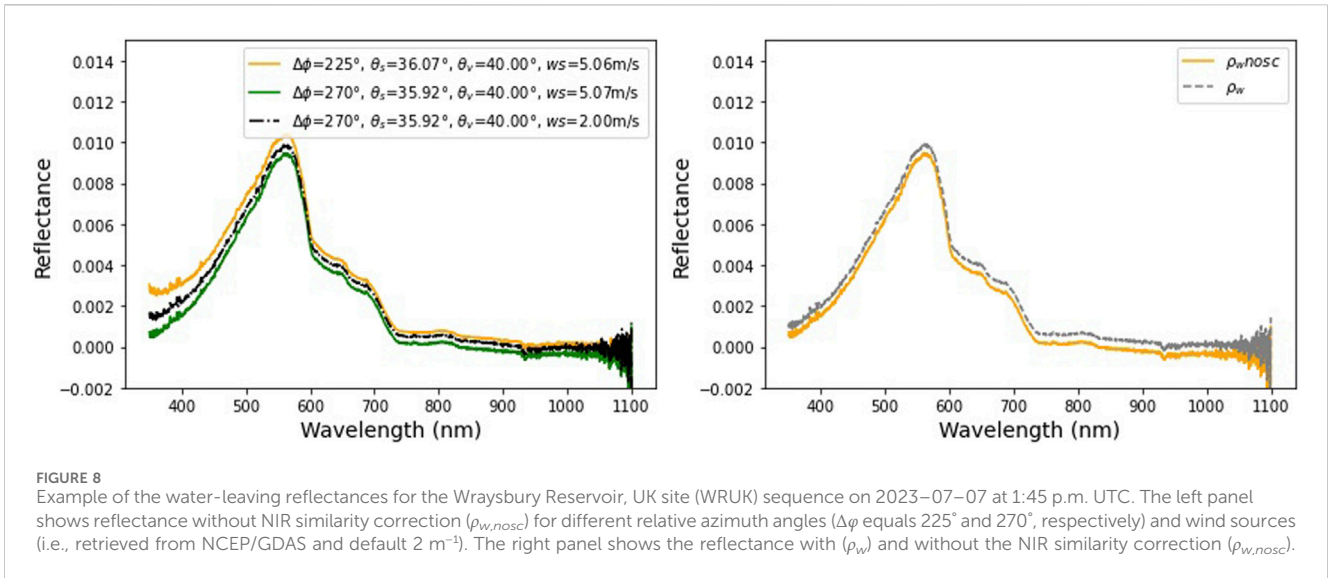 0.014
0.012
0.010
0.008
0.006
0.004
0.002
0.000
−0.002
Reflectance
400 500 600 700 800 900 1000 1100
Wavelength (nm)
Δϕ=225°, θs=36.07°, θv=40.00°, ws=5.06m/s
Δϕ=270°, θs=35.92°, θv=40.00°, ws=5.07m/s
Δϕ=270°, θs=35.92°, θv=40.00°, ws=2.00m/s
0.014
0.012
0.010
0.008
0.006
0.004
0.002
0.000
−0.002
Reflectance
400 500 600 700 800 900 1000 1100
Wavelength (nm)
ρwnosc
ρw
FIGURE 8
Example of the water-leaving reflectances for the Wraysbury Reservoir, UK site (WRUK) sequence on 2023–07–07 at 1:45 p.m. UTC. The left panel
shows reflectance without NIR similarity correction (ρw,nosc) for different relative azimuth angles (Δφ equals 225° and 270°, respectively) and wind sources
(i.e., retrieved from NCEP/GDAS and default 2 m⁻¹). The right panel shows the reflectance with (ρw) and without the NIR similarity correction (ρw,nosc).